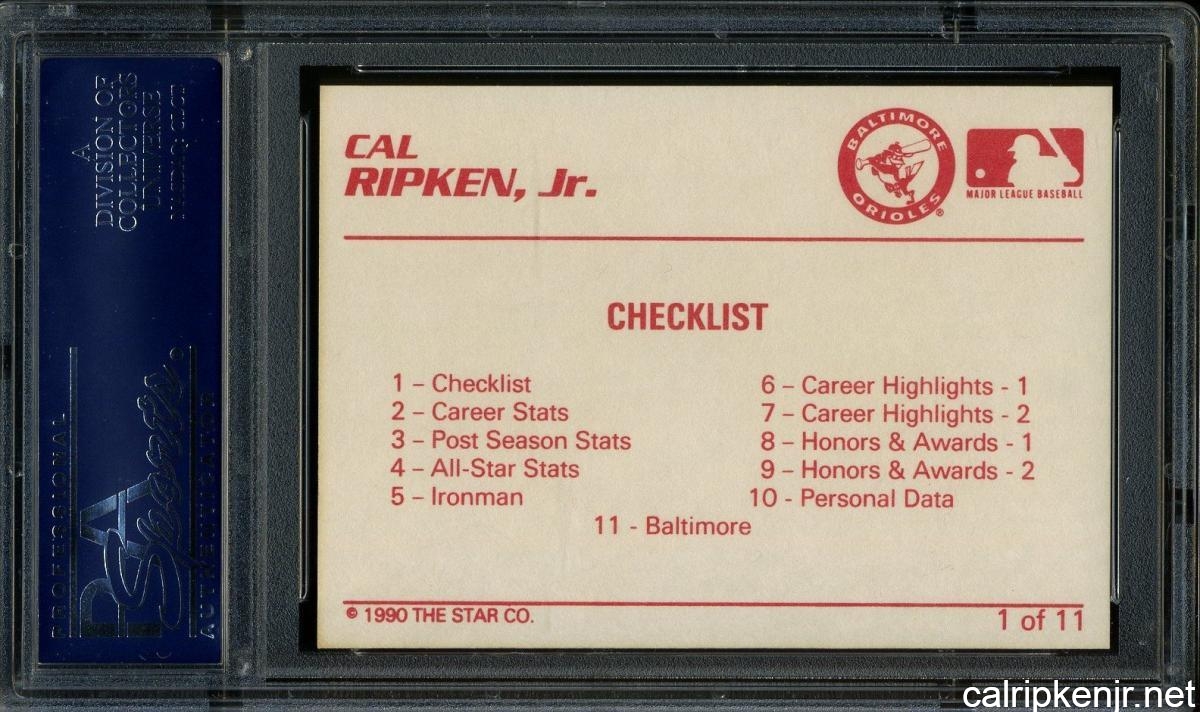 A
DIVISION OF
COLLECTORS
UNIVERSE
NASDAQ: CLCT
PROFESSIONAL
PSA
Sports
AUTHENTICATOR
CAL
RIPKEN, Jr.
BALTIMORE
ORIOLES
®
MAJOR LEAGUE BASEBALL
CHECKLIST
1 – Checklist
2 – Career Stats
3 – Post Season Stats
4 – All-Star Stats
5 – Ironman
6 – Career Highlights - 1
7 – Career Highlights - 2
8 – Honors & Awards - 1
9 – Honors & Awards - 2
10 - Personal Data
11 - Baltimore
© 1990 THE STAR CO.
1 of 11
calripkenjr.net